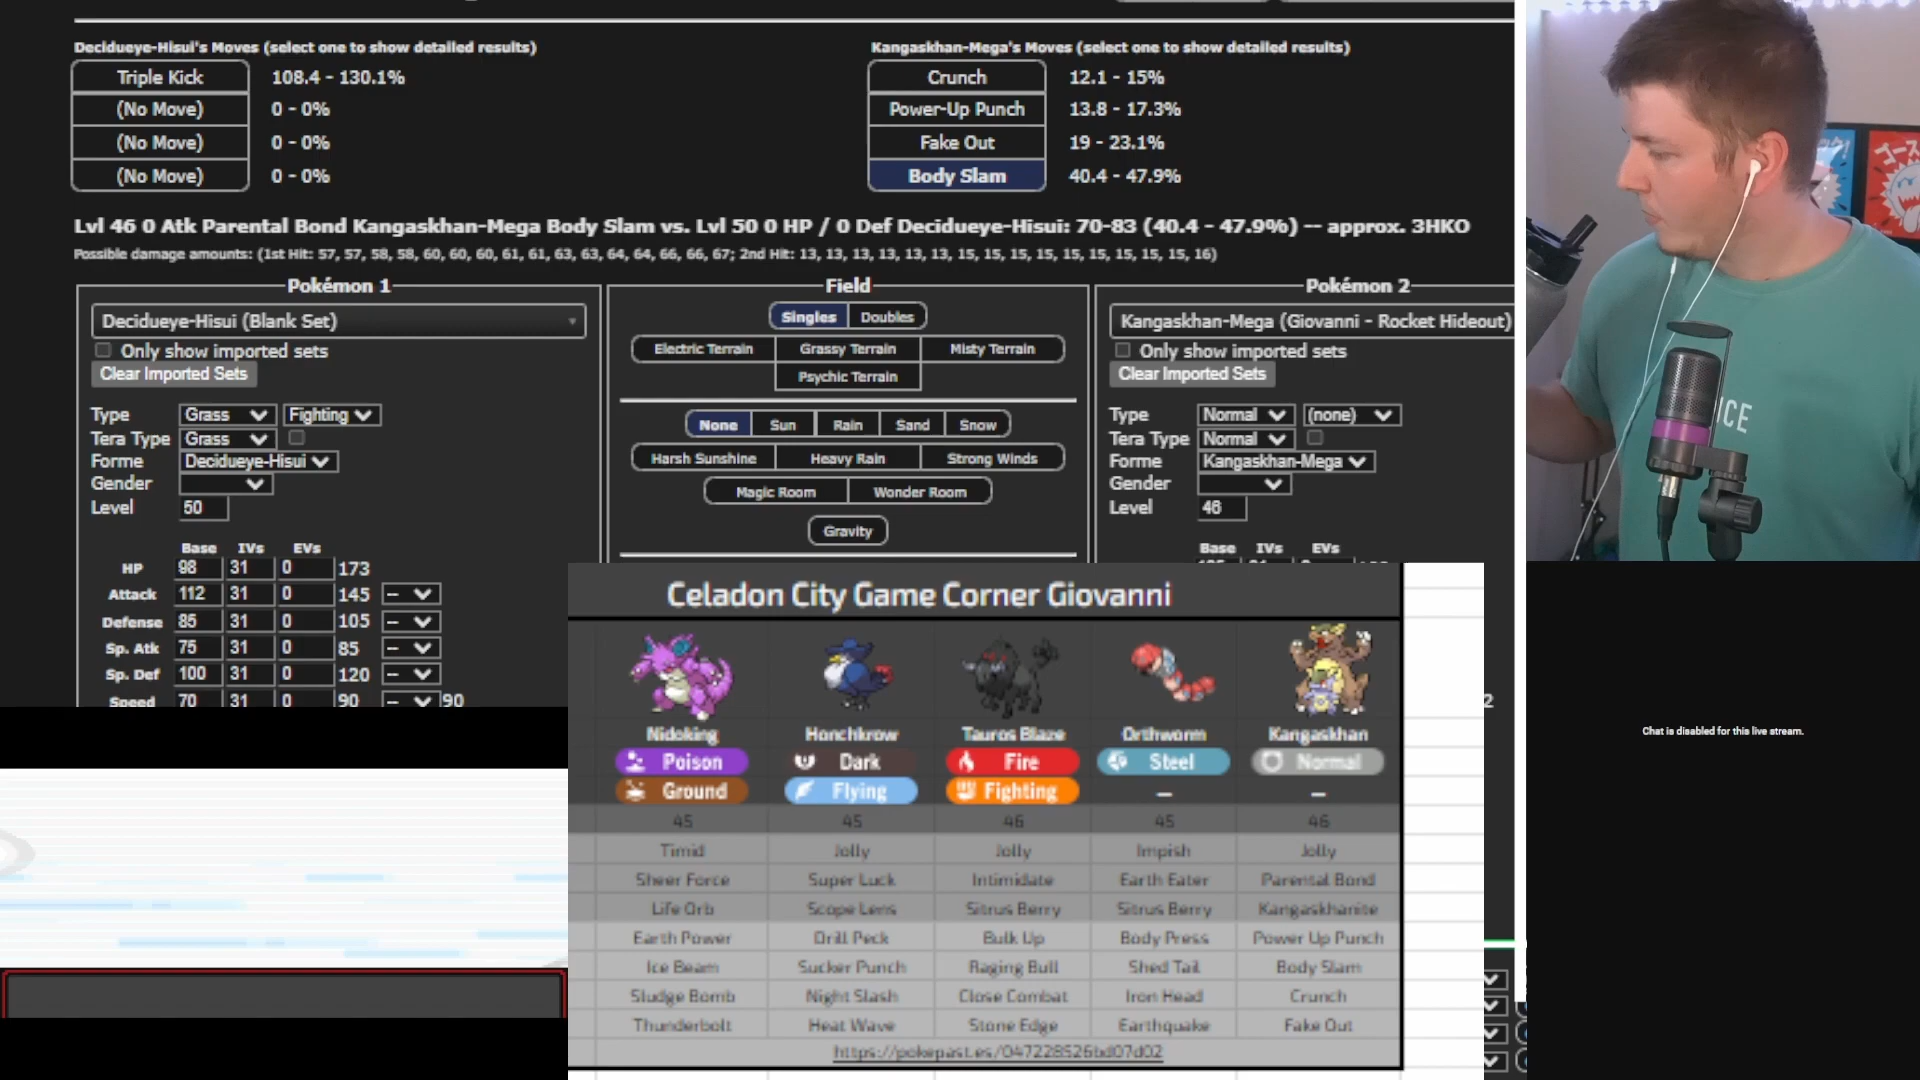 Decidueye-Hisui's Moves (select one to show detailed results)
Triple Kick 108.4 - 130.1%
(No Move) 0 - 0%
(No Move) 0 - 0%
(No Move) 0 - 0%
Kangaskhan-Mega's Moves (select one to show detailed results)
Crunch 12.1 - 15%
Power-Up Punch 13.8 - 17.3%
Fake Out 19 - 23.1%
Body Slam 40.4 - 47.9%
Lvl 46 0 Atk Parental Bond Kangaskhan-Mega Body Slam vs. Lvl 50 0 HP / 0 Def Decidueye-Hisui: 70-83 (40.4 - 47.9%) -- approx. 3HKO
Possible damage amounts: (1st Hit: 57, 57, 58, 58, 60, 60, 60, 61, 61, 63, 63, 64, 64, 66, 66, 67; 2nd Hit: 13, 13, 13, 13, 13, 13, 15, 15, 15, 15, 15, 15, 15, 15, 15, 16)
Pokémon 1
Decidueye-Hisui (Blank Set)
Only show imported sets
Clear Imported Sets
Type Grass Fighting
Tera Type Grass
Forme Decidueye-Hisui
Gender
Level 50
Base IVs EVs
HP 98 31 0 173
Attack 112 31 0 145 --
Defense 85 31 0 105 --
Sp. Atk 75 31 0 85 --
Sp. Def 100 31 0 120 --
Speed 70 31 0 90 -- 90
Field
Singles Doubles
Electric Terrain Grassy Terrain Misty Terrain
Psychic Terrain
None Sun Rain Sand Snow
Harsh Sunshine Heavy Rain Strong Winds
Magic Room Wonder Room
Gravity
Pokémon 2
Kangaskhan-Mega (Giovanni - Rocket Hideout)
Only show imported sets
Clear Imported Sets
Type Normal (none)
Tera Type Normal
Forme Kangaskhan-Mega
Gender
Level 46
Base IVs EVs
2
Celadon City Game Corner Giovanni
Nidoking Honchkrow Tauros Blaze Orthworm Kangaskhan
Poison Dark Fire Steel Normal
Ground Flying Fighting — —
45 45 46 45 46
Timid Jolly Jolly Impish Jolly
Sheer Force Super Luck Intimidate Earth Eater Parental Bond
Life Orb Scope Lens Sitrus Berry Sitrus Berry Kangaskhanite
Earth Power Drill Peck Bulk Up Body Press Power Up Punch
Ice Beam Sucker Punch Raging Bull Shed Tail Body Slam
Sludge Bomb Night Slash Close Combat Iron Head Crunch
Thunderbolt Heat Wave Stone Edge Earthquake Fake Out
https://pokepast.es/047228526bd07d02
ICE
ゴース
Chat is disabled for this live stream.